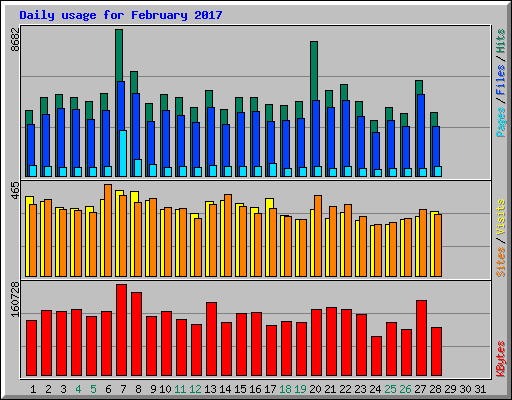 Daily usage for February 2017
8682
Pages/Files/Hits
465
Sites/Visits
160728
KBytes
1 2 3 4 5 6 7 8 9 10 11 12 13 14 15 16 17 18 19 20 21 22 23 24 25 26 27 28 29 30 31